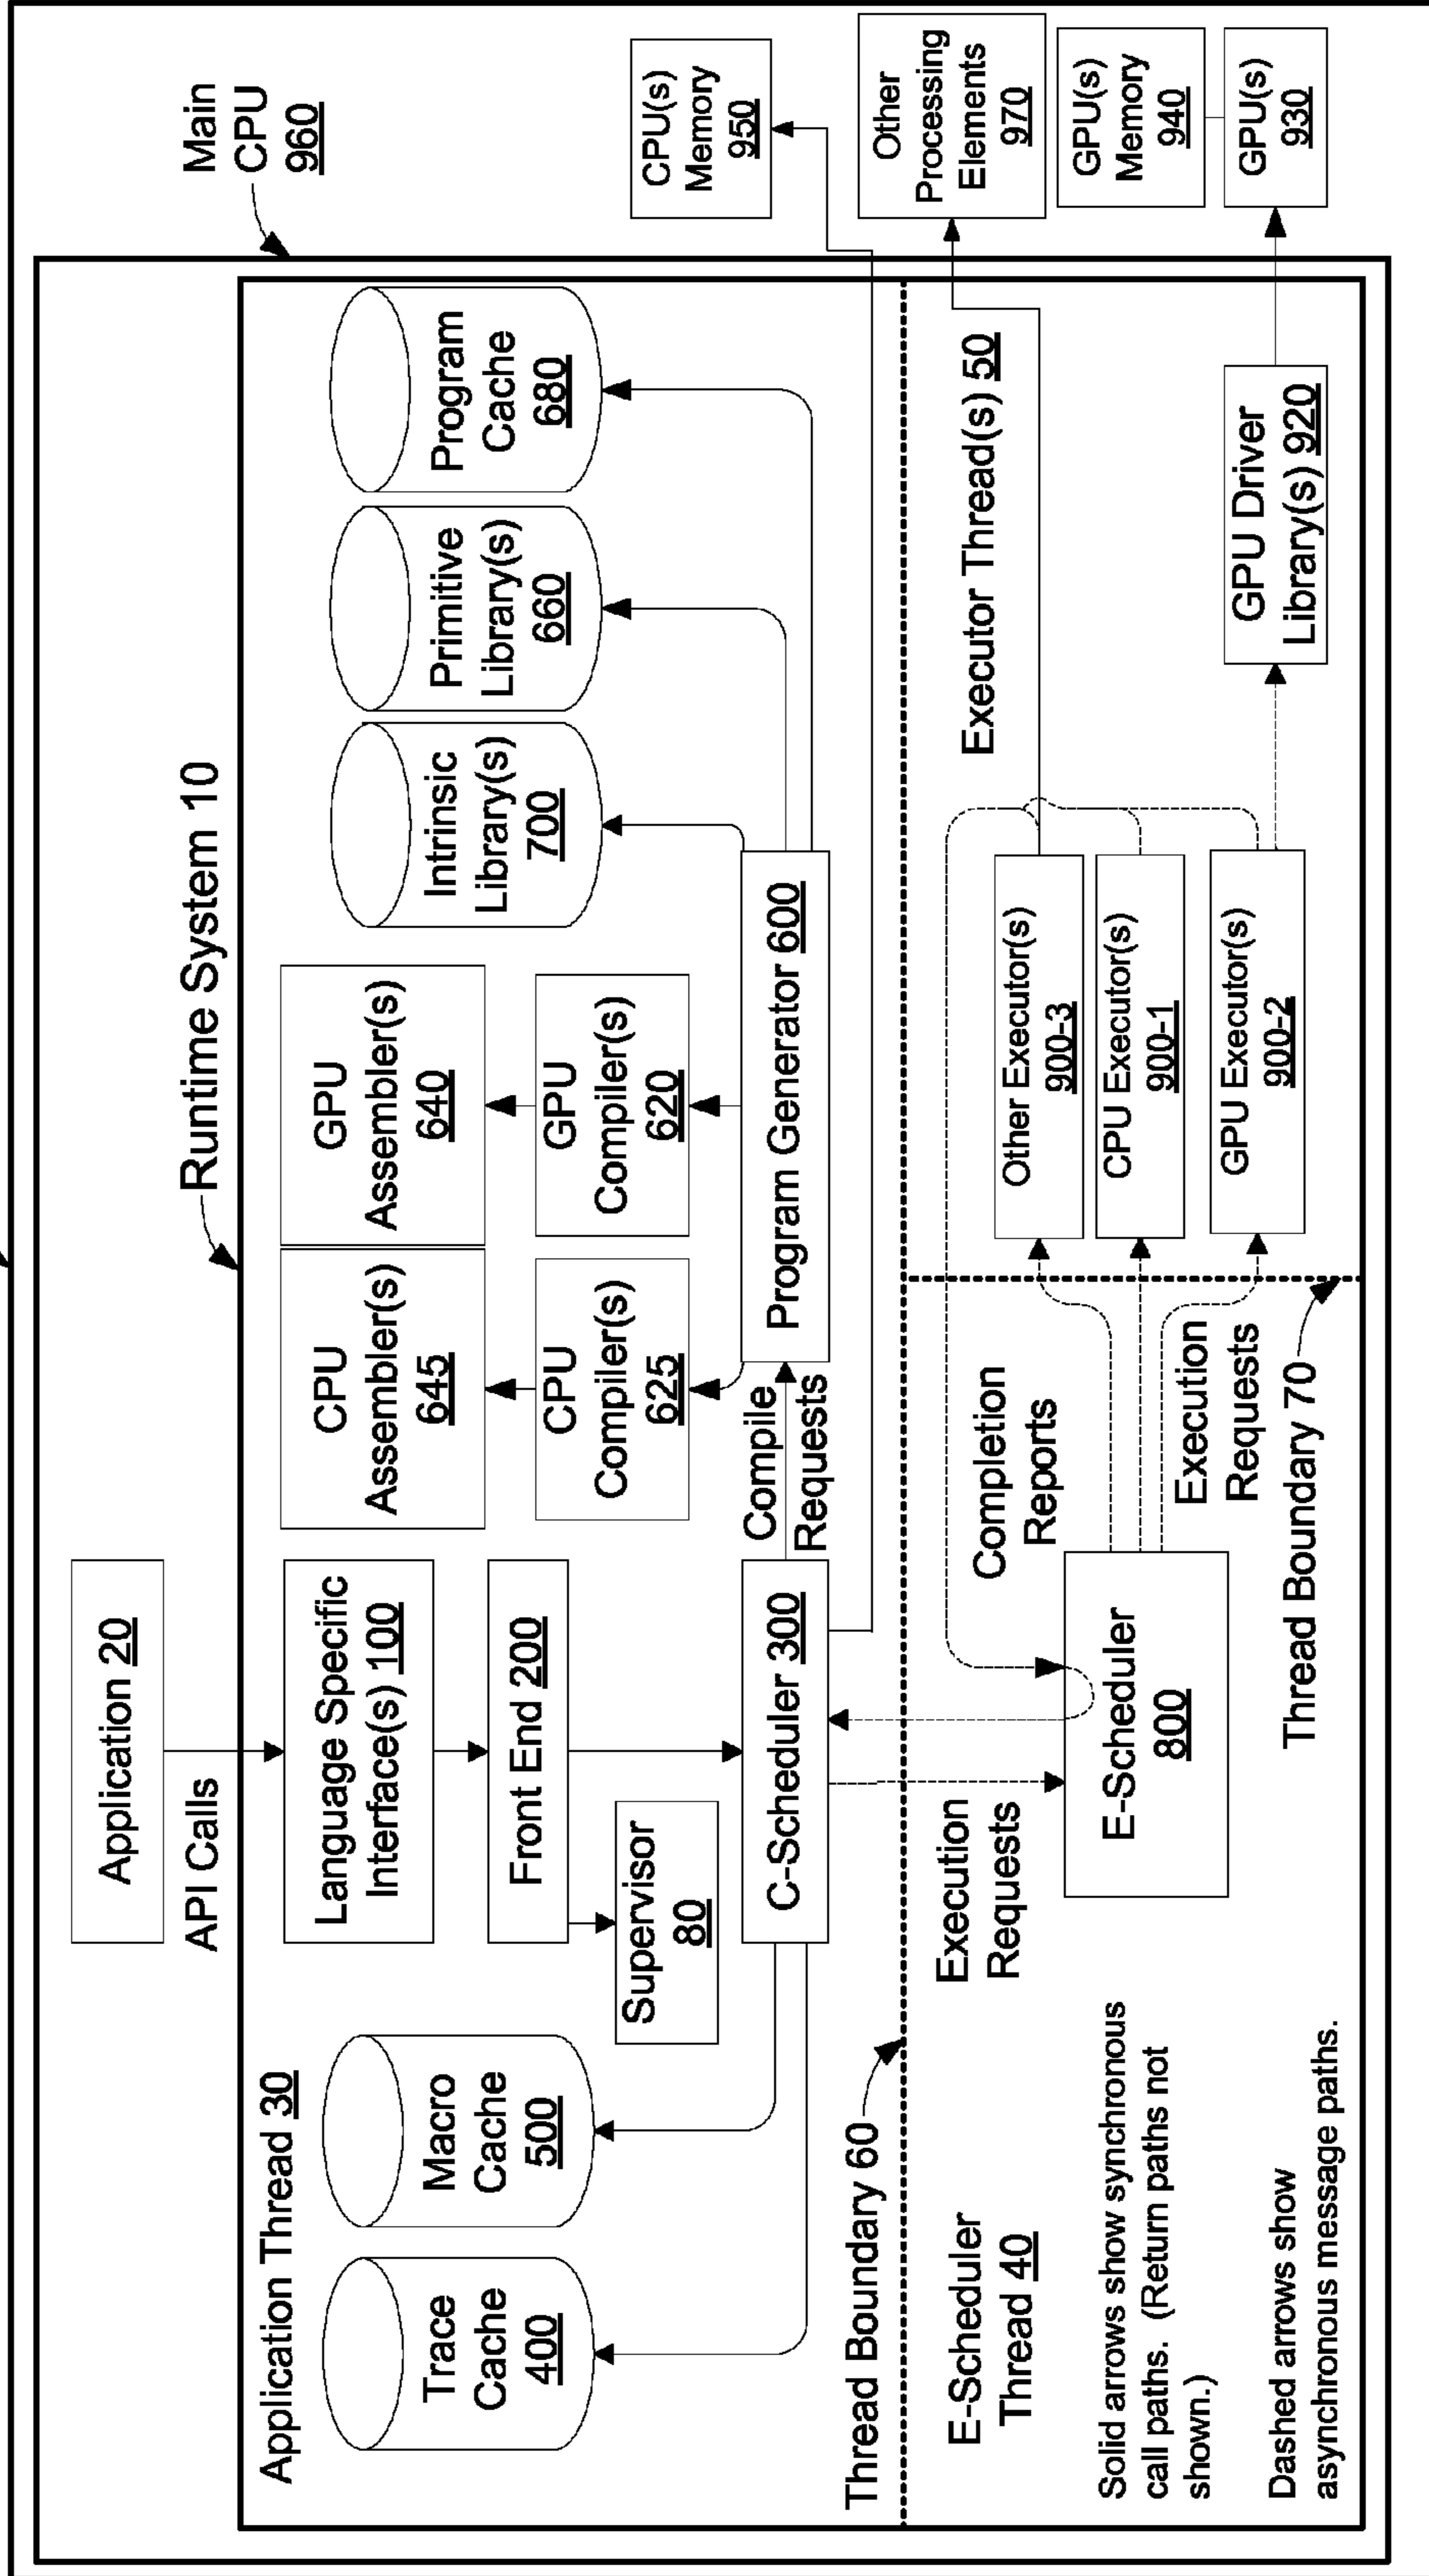 Main
CPU
960
Runtime System 10
Application 20
API Calls
Application Thread 30
Language Specific
Interface(s) 100
Front End 200
Supervisor
80
C-Scheduler 300
Trace
Cache
400
Macro
Cache
500
CPU
Assembler(s)
645
GPU
Assembler(s)
640
CPU
Compiler(s)
625
GPU
Compiler(s)
620
Compile
Requests
Program Generator 600
Intrinsic
Library(s)
700
Primitive
Library(s)
660
Program
Cache
680
CPU(s)
Memory
950
Other
Processing
Elements
970
GPU(s)
Memory
940
GPU(s)
930
Thread Boundary 60
E-Scheduler
Thread 40
Execution
Requests
E-Scheduler
800
Completion
Reports
Execution
Requests
Thread Boundary 70
Executor Thread(s) 50
Other Executor(s)
900-3
CPU Executor(s)
900-1
GPU Executor(s)
900-2
GPU Driver
Library(s) 920
Solid arrows show synchronous
call paths. (Return paths not
shown.)
Dashed arrows show
asynchronous message paths.